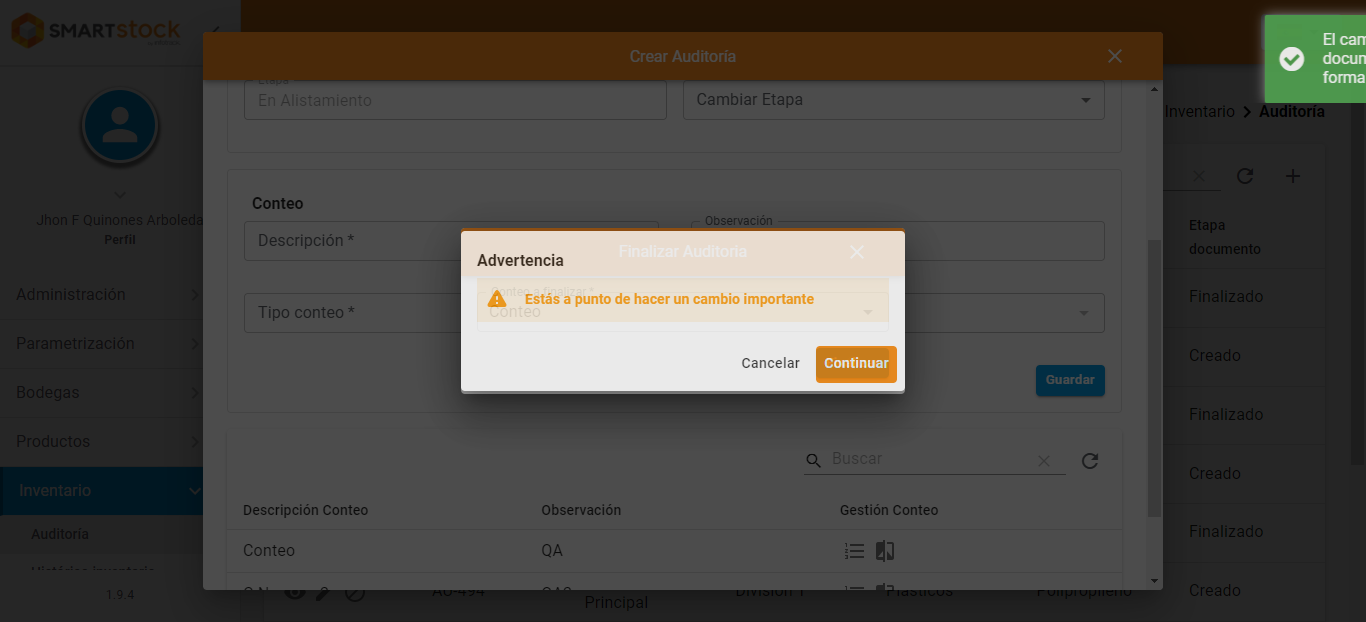 SMARTstock
Crear Auditoría
El cam
docum
forma
Etapa
En Alistamiento
Cambiar Etapa
Inventario > Auditoría
Jhon F Quinones Arboleda
Perfil
Conteo
Descripción *
Observación
Etapa
documento
Finalizar Auditoría
Advertencia
Conteo a finalizar *
Estás a punto de hacer un cambio importante
Conteo
Tipo conteo *
Cancelar
Continuar
Guardar
Administración
Parametrización
Bodegas
Productos
Inventario
Auditoría
Histórico inventario
1.9.4
Finalizado
Creado
Finalizado
Creado
Finalizado
Creado
Buscar
Descripción Conteo
Observación
Gestión Conteo
Conteo
QA
AU-494
Principal
División 1
Plasticos
Polipropileno